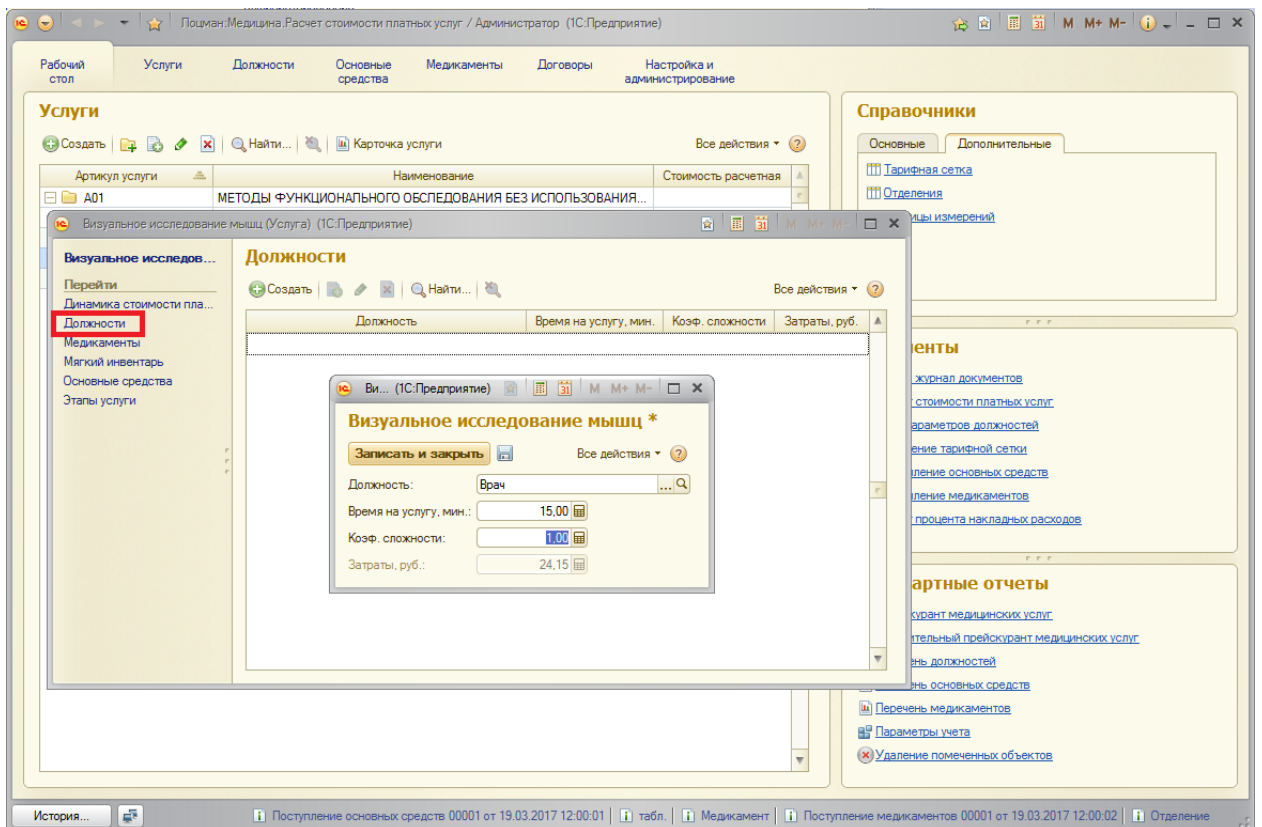 Лоцман:Медицина.Расчет стоимости платных услуг / Администратор (1С:Предприятие)
M M+ M-
Рабочий стол
Услуги
Должности
Основные средства
Медикаменты
Договоры
Настройка и администрирование
Услуги
Создать
Найти...
Карточка услуги
Все действия
Артикул услуги
Наименование
Стоимость расчетная
A01
МЕТОДЫ ФУНКЦИОНАЛЬНОГО ОБСЛЕДОВАНИЯ БЕЗ ИСПОЛЬЗОВАНИЯ...
Справочники
Основные
Дополнительные
Тарифная сетка
Отделения
ицы измерений
Визуальное исследование мышц (Услуга) (1С:Предприятие)
M M+ M-
Визуальное исследов...
Перейти
Динамика стоимости пла...
Должности
Медикаменты
Мягкий инвентарь
Основные средства
Этапы услуги
Должности
Создать
Найти...
Все действия
Должность
Время на услугу, мин.
Коэф. сложности
Затраты, руб.
Ви... (1С:Предприятие)
M M+ M-
Визуальное исследование мышц *
Записать и закрыть
Все действия
Должность:
Врач
Время на услугу, мин.:
15,00
Коэф. сложности:
1,00
Затраты, руб.:
24,15
енты
журнал документов
стоимости платных услуг
араметров должностей
ение тарифной сетки
ление основных средств
ление медикаментов
процента накладных расходов
артные отчеты
курант медицинских услуг
ительный прейскурант медицинских услуг
ень должностей
ень основных средств
Перечень медикаментов
Параметры учета
Удаление помеченных объектов
История...
Поступление основных средств 00001 от 19.03.2017 12:00:01
табл.
Медикамент
Поступление медикаментов 00001 от 19.03.2017 12:00:02
Отделение